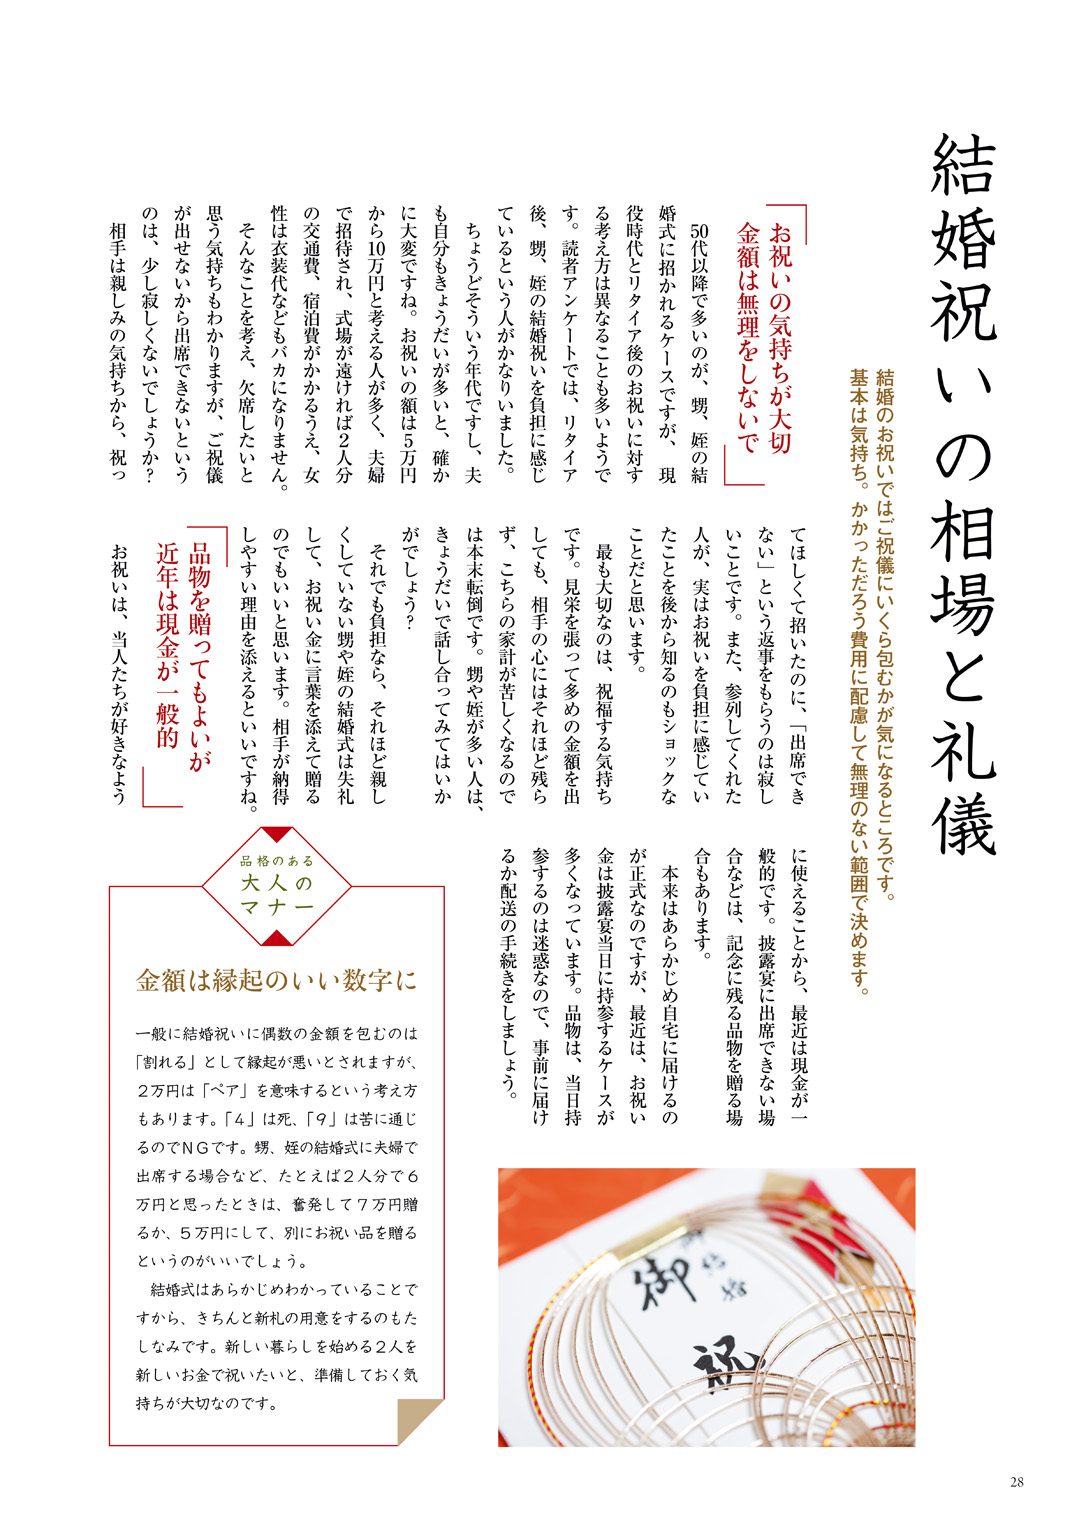 結婚祝いの相場と礼儀
結婚のお祝いではご祝儀にいくら包むかが気になるところです。
基本は気持ち。かかっただろう費用に配慮して無理のない範囲で決めます。
お祝いの気持ちが大切
金額は無理をしないで
50代以降で多いのが、甥、姪の結
婚式に招かれるケースですが、現
役時代とリタイア後のお祝いに対す
る考え方は異なることも多いようで
す。読者アンケートでは、リタイア
後、甥、姪の結婚祝いを負担に感じ
ているという人がかなりいました。
ちょうどそういう年代ですし、夫
も自分もきょうだいが多いと、確か
に大変ですね。お祝いの額は5万円
から10万円と考える人が多く、夫婦
で招待され、式場が遠ければ2人分
の交通費、宿泊費がかかるうえ、女
性は衣装代などもバカになりません。
そんなことを考え、欠席したいと
思う気持ちもわかりますが、ご祝儀
が出せないから出席できないという
のは、少し寂しくないでしょうか?
相手は親しみの気持ちから、祝っ
てほしくて招いたのに、「出席でき
ない」という返事をもらうのは寂し
いことです。また、参列してくれた
人が、実はお祝いを負担に感じてい
たことを後から知るのもショックな
ことだと思います。
最も大切なのは、祝福する気持ち
です。見栄を張って多めの金額を出
しても、相手の心にはそれほど残ら
ず、こちらの家計が苦しくなるので
は本末転倒です。甥や姪が多い人は、
きょうだいで話し合ってみてはいか
がでしょう?
それでも負担なら、それほど親し
くしていない甥や姪の結婚式は失礼
して、お祝い金に言葉を添えて贈る
のでもいいと思います。相手が納得
しやすい理由を添えるといいですね。
品物を贈ってもよいが
近年は現金が一般的
お祝いは、当人たちが好きなよう
に使えることから、最近は現金が一
般的です。披露宴に出席できない場
合などは、記念に残る品物を贈る場
合もあります。
本来はあらかじめ自宅に届けるの
が正式なのですが、最近は、お祝い
金は披露宴当日に持参するケースが
多くなっています。品物は、当日持
参するのは迷惑なので、事前に届け
るか配送の手続きをしましょう。
品格のある
大人の
マナー
金額は縁起のいい数字に
一般に結婚祝いに偶数の金額を包むのは
「割れる」として縁起が悪いとされますが、
2万円は「ペア」を意味するという考え方
もあります。「4」は死、「9」は苦に通じ
るのでNGです。甥、姪の結婚式に夫婦で
出席する場合など、たとえば2人分で6
万円と思ったときは、奮発して7万円贈
るか、5万円にして、別にお祝い品を贈る
というのがいいでしょう。
結婚式はあらかじめわかっていることで
すから、きちんと新札の用意をするのもた
しなみです。新しい暮らしを始める2人を
新しいお金で祝いたいと、準備しておく気
持ちが大切なのです。
御結婚
御祝
28